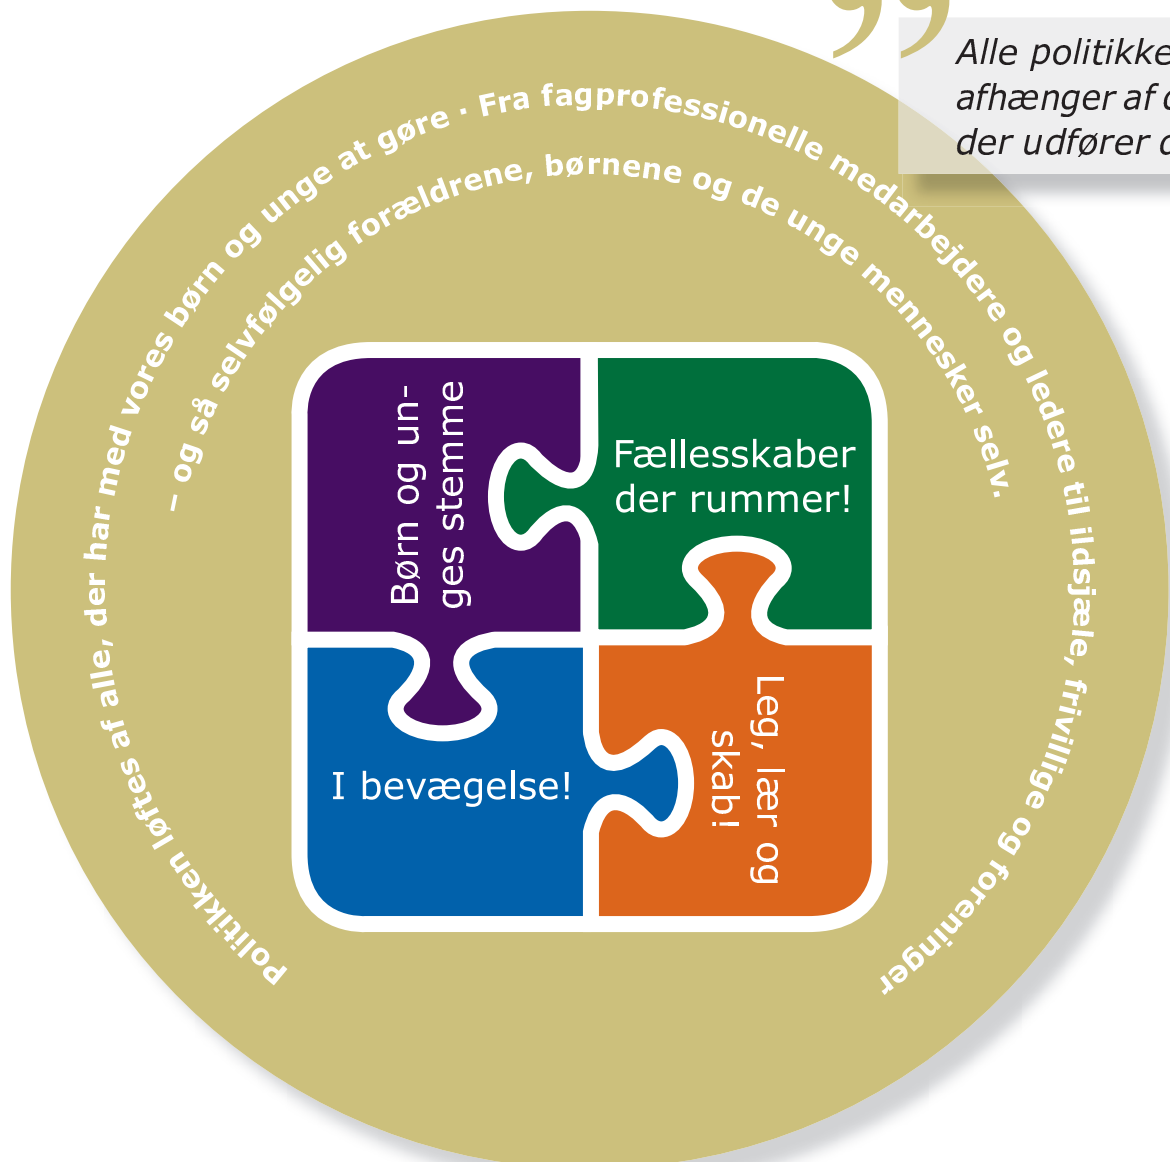 Alle politikke
afhænger af
der udfører
Politikken løftes af alle, der har med vores børn og unge at gøre · Fra fagprofessionelle medarbejdere og ledere til ildsjæle, frivillige og foreninger
– og så selvfølgelig forældrene, børnene og de unge mennesker selv.
Børn og un-
ges stemme
Fællesskaber
der rummer!
I bevægelse!
Leg, lær og
skab!